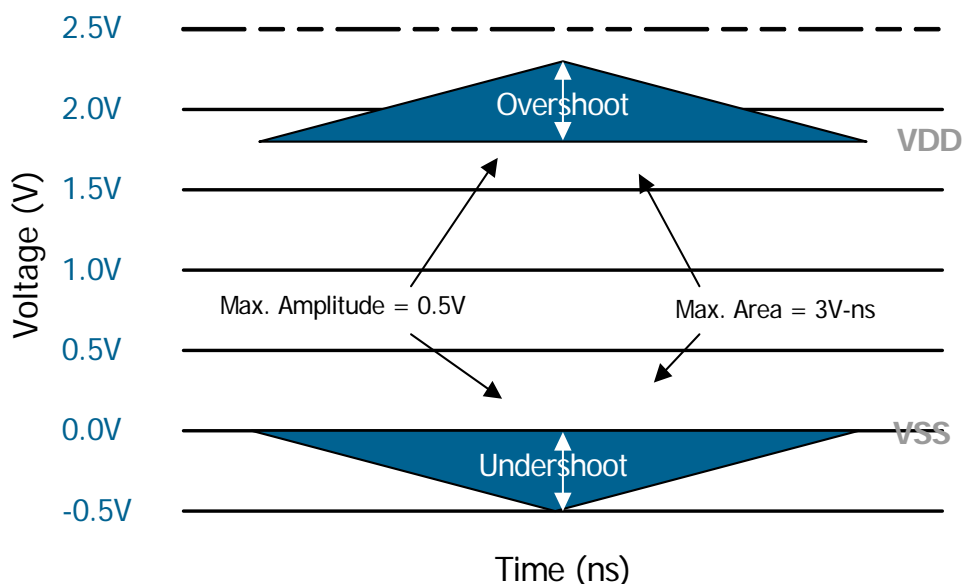 2.5V
Overshoot
2.0V
VDD
1.5V
Voltage (V)
1.0V
Max. Amplitude = 0.5V
Max. Area = 3V-ns
0.5V
0.0V
VSS
Undershoot
-0.5V
Time (ns)